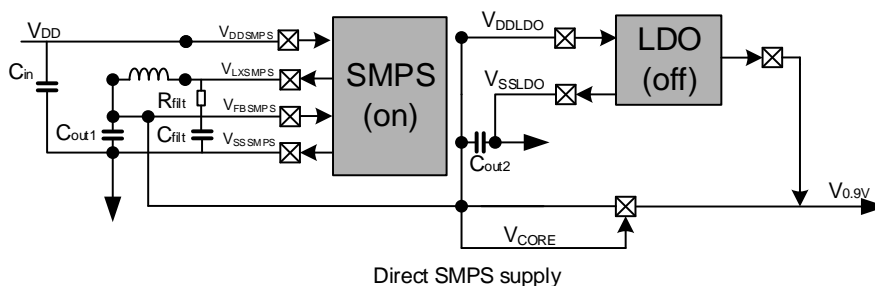 VDD
VDDSMPS
Cin
VLXSMPS
Rfilt
VFBSMPS
Cout1
Cfilt
VSSSMPS
SMPS
(on)
VDDLDO
LDO
(off)
VSSLDO
Cout2
V0.9V
VCORE
Direct SMPS supply